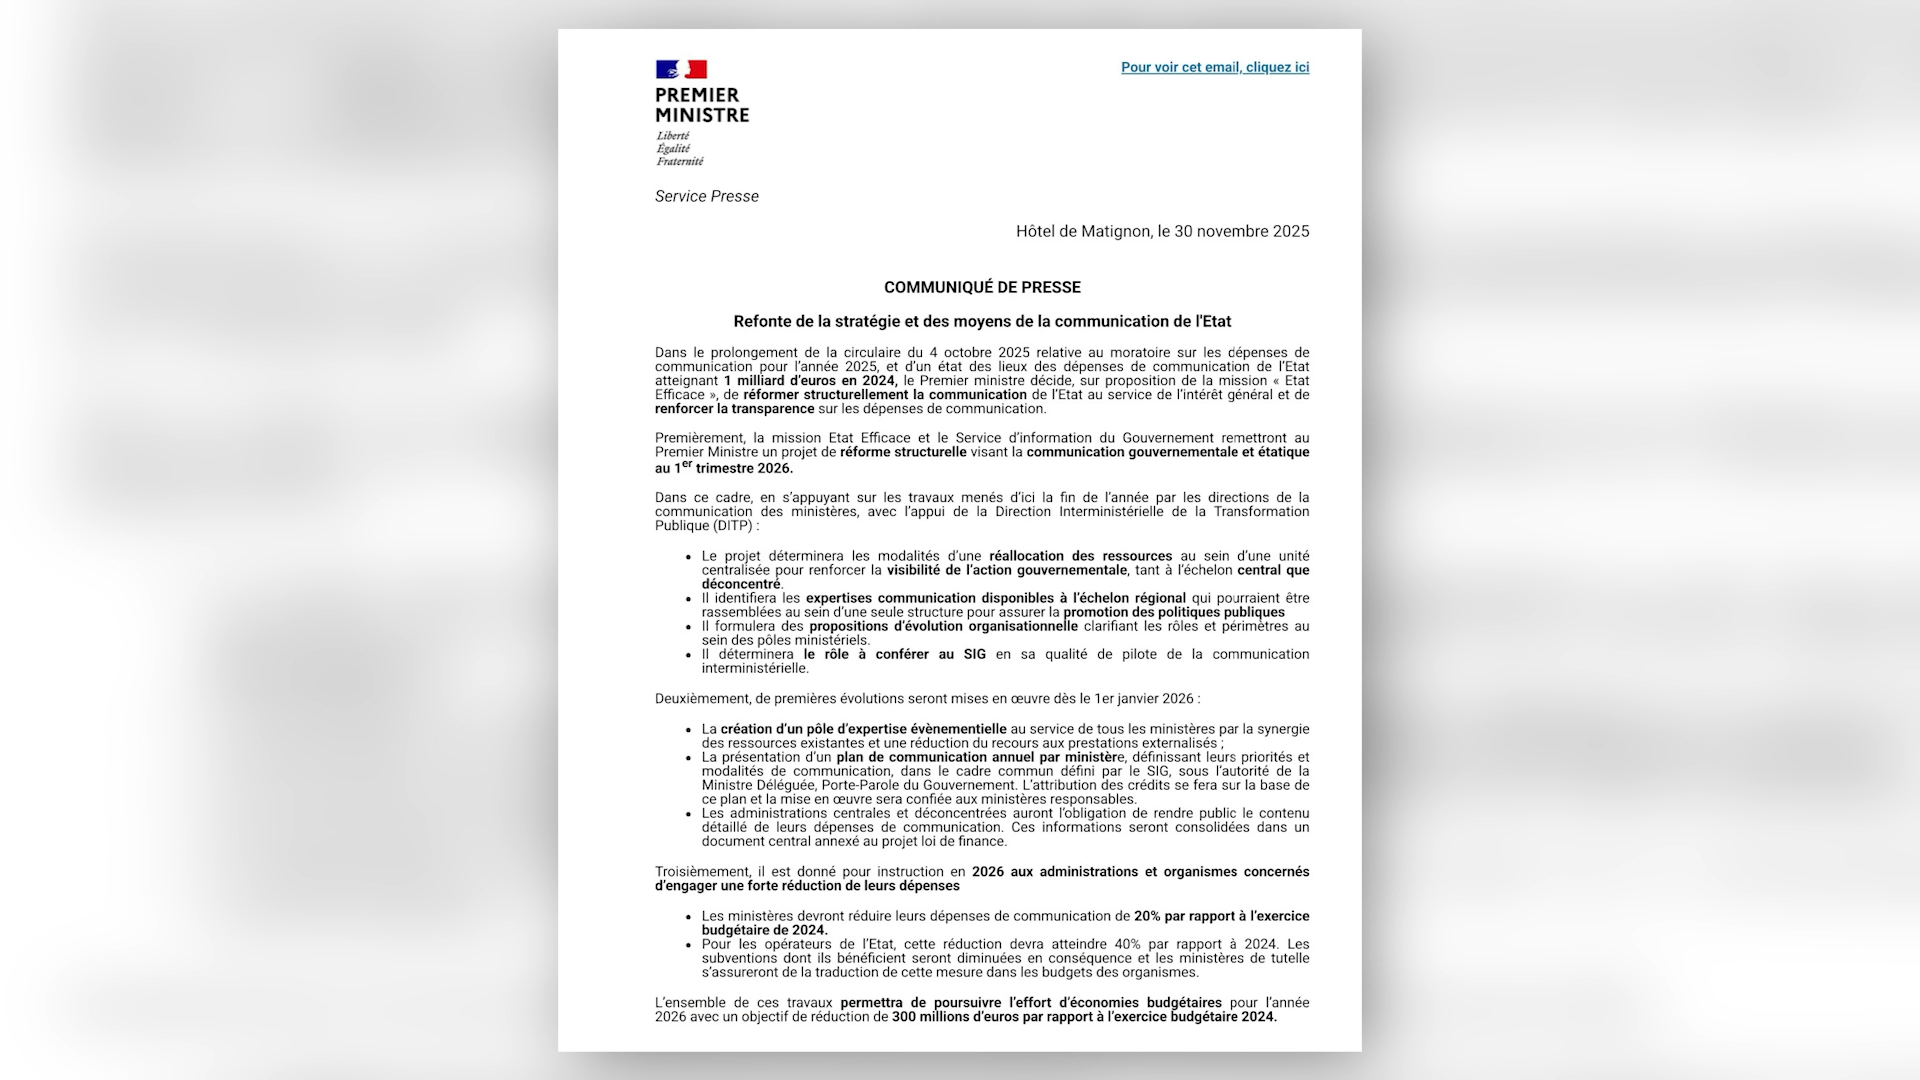 Pour voir cet email, cliquez ici
PREMIER
MINISTRE
Liberté
Égalité
Fraternité
Service Presse
Hôtel de Matignon, le 30 novembre 2025
COMMUNIQUÉ DE PRESSE
Refonte de la stratégie et des moyens de la communication de l'Etat
Dans le prolongement de la circulaire du 4 octobre 2025 relative au moratoire sur les dépenses de
communication pour l’année 2025, et d’un état des lieux des dépenses de communication de l’Etat
atteignant 1 milliard d’euros en 2024, le Premier ministre décide, sur proposition de la mission « Etat
Efficace », de réformer structurellement la communication de l’Etat au service de l’intérêt général et de
renforcer la transparence sur les dépenses de communication.
Premièrement, la mission Etat Efficace et le Service d’information du Gouvernement remettront au
Premier Ministre un projet de réforme structurelle visant la communication gouvernementale et étatique
au 1er trimestre 2026.
Dans ce cadre, en s’appuyant sur les travaux menés d’ici la fin de l’année par les directions de la
communication des ministères, avec l’appui de la Direction Interministérielle de la Transformation
Publique (DITP) :
• Le projet déterminera les modalités d’une réallocation des ressources au sein d’une unité
centralisée pour renforcer la visibilité de l’action gouvernementale, tant à l’échelon central que
déconcentré.
• Il identifiera les expertises communication disponibles à l’échelon régional qui pourraient être
rassemblées au sein d’une seule structure pour assurer la promotion des politiques publiques
• Il formulera des propositions d’évolution organisationnelle clarifiant les rôles et périmètres au
sein des pôles ministériels.
• Il déterminera le rôle à conférer au SIG en sa qualité de pilote de la communication
interministérielle.
Deuxièmement, de premières évolutions seront mises en œuvre dès le 1er janvier 2026 :
• La création d’un pôle d’expertise évènementielle au service de tous les ministères par la synergie
des ressources existantes et une réduction du recours aux prestations externalisés ;
• La présentation d’un plan de communication annuel par ministère, définissant leurs priorités et
modalités de communication, dans le cadre commun défini par le SIG, sous l’autorité de la
Ministre Déléguée, Porte-Parole du Gouvernement. L’attribution des crédits se fera sur la base de
ce plan et la mise en œuvre sera confiée aux ministères responsables.
• Les administrations centrales et déconcentrées auront l’obligation de rendre public le contenu
détaillé de leurs dépenses de communication. Ces informations seront consolidées dans un
document central annexé au projet loi de finance.
Troisièmement, il est donné pour instruction en 2026 aux administrations et organismes concernés
d’engager une forte réduction de leurs dépenses
• Les ministères devront réduire leurs dépenses de communication de 20% par rapport à l’exercice
budgétaire de 2024.
• Pour les opérateurs de l’Etat, cette réduction devra atteindre 40% par rapport à 2024. Les
subventions dont ils bénéficient seront diminuées en conséquence et les ministères de tutelle
s’assureront de la traduction de cette mesure dans les budgets des organismes.
L’ensemble de ces travaux permettra de poursuivre l’effort d’économies budgétaires pour l’année
2026 avec un objectif de réduction de 300 millions d’euros par rapport à l’exercice budgétaire 2024.